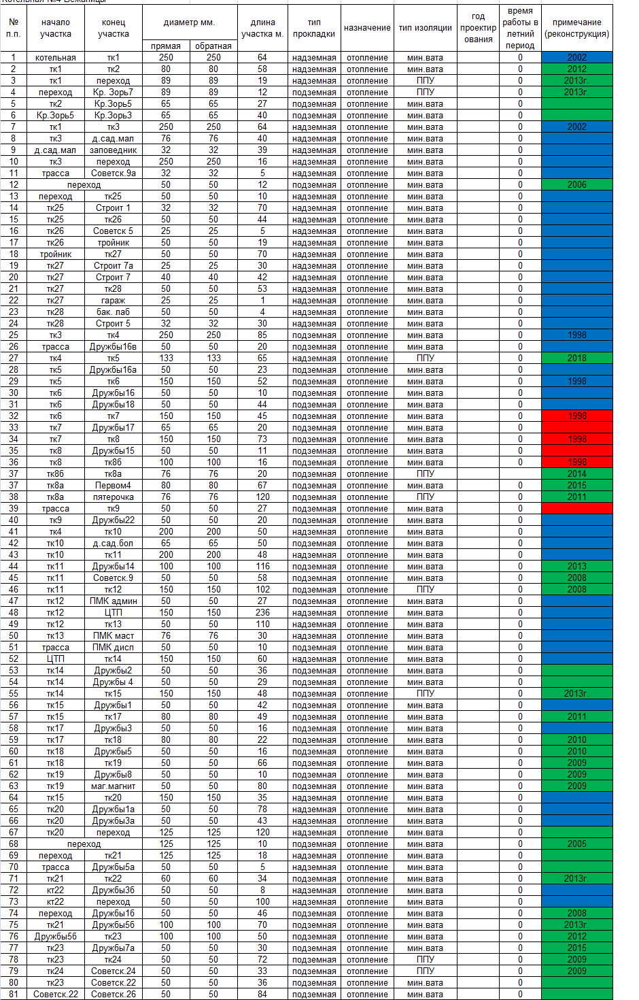 Котельная №4 Бежаницы
№ п.п. начало участка конец участка диаметр мм. длина участка м. тип прокладки назначение тип изоляции год проектир ования время работы в летний период примечание (реконструкция)
прямая обратная
1 котельная тк1 250 250 64 надземная отопление мин.вата 0 2002
2 тк1 тк2 80 80 58 надземная отопление мин.вата 0 2012
3 тк1 переход 89 89 19 надземная отопление ППУ 0 2013г.
4 переход Кр. Зорь7 89 89 12 подземная отопление ППУ 0 2013г.
5 тк2 Кр.Зорь5 65 65 27 подземная отопление мин.вата 0
6 Кр.Зорь5 Кр.Зорь3 65 65 40 подземная отопление мин.вата 0
7 тк1 тк3 250 250 64 надземная отопление мин.вата 0 2002
8 тк3 д.сад.мал 76 76 40 надземная отопление мин.вата 0
9 д.сад.мал заповедник 32 32 39 надземная отопление мин.вата 0
10 тк3 переход 250 250 16 надземная отопление мин.вата 0
11 трасса Советск.9а 32 32 5 надземная отопление мин.вата 0
12 переход 50 50 12 подземная отопление мин.вата 0 2006
13 переход тк25 50 50 10 надземная отопление мин.вата 0
14 тк25 Строит 1 32 32 70 надземная отопление мин.вата 0
15 тк25 тк26 50 50 44 надземная отопление мин.вата 0
16 тк26 Советск 5 25 25 5 надземная отопление мин.вата 0
17 тк26 тройник 50 50 19 надземная отопление мин.вата 0
18 тройник тк27 50 50 70 надземная отопление мин.вата 0
19 тк27 Строит 7а 25 25 30 надземная отопление мин.вата 0
20 тк27 Строит 7 40 40 42 надземная отопление мин.вата 0
21 тк27 тк28 50 50 53 надземная отопление мин.вата 0
22 тк27 гараж 25 25 1 надземная отопление мин.вата 0
23 тк28 бак. лаб 50 50 4 надземная отопление мин.вата 0
24 тк28 Строит 5 32 32 30 надземная отопление мин.вата 0
25 тк3 тк4 250 250 85 подземная отопление мин.вата 0 1998
26 трасса Дружбы16в 50 50 20 подземная отопление мин.вата 0
27 тк4 тк5 133 133 65 подземная отопление ППУ 0 2018
28 тк5 Дружбы16а 50 50 23 подземная отопление мин.вата 0
29 тк5 тк6 150 150 52 подземная отопление мин.вата 0 1998
30 тк6 Дружбы16 50 50 10 подземная отопление мин.вата 0
31 тк6 Дружбы18 50 50 44 подземная отопление мин.вата 0
32 тк6 тк7 150 150 45 подземная отопление мин.вата 0 1998
33 тк7 Дружбы17 65 65 20 подземная отопление мин.вата 0
34 тк7 тк8 150 150 73 подземная отопление мин.вата 0 1998
35 тк8 Дружбы15 50 50 11 подземная отопление мин.вата 0
36 тк8 тк8б 100 100 16 подземная отопление мин.вата 0 1998
37 тк8б тк8а 76 76 20 подземная отопление ППУ 2014
37 тк8а Первом4 80 80 67 подземная отопление мин.вата 0 2015
38 тк8а пятерочка 76 76 120 подземная отопление ППУ 0 2011
39 трасса тк9 50 50 27 подземная отопление мин.вата 0
40 тк9 Дружбы22 50 50 20 подземная отопление мин.вата 0
41 тк4 тк10 200 200 50 надземная отопление мин.вата 0
42 тк10 д.сад.бол 65 65 50 подземная отопление мин.вата 0
43 тк10 тк11 200 200 48 надземная отопление мин.вата 0
44 тк11 Дружбы14 100 100 116 подземная отопление мин.вата 0 2013
45 тк11 Советск.9 50 50 58 подземная отопление мин.вата 0 2008
46 тк11 тк12 150 150 102 подземная отопление ППУ 0 2008
47 тк12 ПМК админ 50 50 27 подземная отопление мин.вата 0
48 тк12 ЦТП 150 150 236 надземная отопление мин.вата 0
49 тк12 тк13 50 50 110 надземная отопление мин.вата 0
50 тк13 ПМК маст 76 76 30 надземная отопление мин.вата 0
51 трасса ПМК дисп 50 50 10 подземная отопление мин.вата 0
52 ЦТП тк14 150 150 60 надземная отопление мин.вата 0
53 тк14 Дружбы2 50 50 36 подземная отопление мин.вата 0
54 тк14 Дружбы 4 50 50 29 подземная отопление мин.вата 0
55 тк14 тк15 150 150 48 подземная отопление ППУ 0 2013г.
56 тк15 Дружбы1 50 50 42 подземная отопление мин.вата 0
57 тк15 тк17 80 80 49 подземная отопление мин.вата 0 2011
58 тк17 Дружбы3 50 50 16 подземная отопление мин.вата 0
59 тк17 тк18 80 80 22 подземная отопление мин.вата 0 2010
60 тк18 Дружбы5 50 50 16 подземная отопление мин.вата 0 2010
61 тк18 тк19 50 50 66 подземная отопление мин.вата 0 2009
62 тк19 Дружбы8 50 50 10 подземная отопление мин.вата 0 2009
63 тк19 маг.магнит 50 50 80 подземная отопление мин.вата 0 2009
64 тк15 тк20 150 150 35 надземная отопление мин.вата 0
65 тк20 Дружбы1а 50 50 78 надземная отопление мин.вата 0
66 тк20 Дружбы3а 50 50 43 надземная отопление мин.вата 0
67 тк20 переход 125 125 120 надземная отопление мин.вата 0
68 переход 125 125 10 подземная отопление мин.вата 0 2005
69 переход тк21 125 125 18 надземная отопление мин.вата 0
70 трасса Дружбы5а 50 50 5 надземная отопление мин.вата 0
71 тк21 тк22 60 60 34 подземная отопление мин.вата 0 2013г.
72 кт22 Дружбы3б 50 50 8 надземная отопление мин.вата 0
73 кт22 переход 50 50 100 надземная отопление мин.вата 0
74 переход Дружбы1б 50 50 46 подземная отопление мин.вата 0 2008
75 тк21 Дружбы5б 100 100 70 подземная отопление мин.вата 0 2013г.
76 Дружбы5б тк23 100 100 50 подземная отопление мин.вата 0 2012
77 тк23 Дружбы7а 50 50 30 подземная отопление мин.вата 0 2015
78 тк23 тк24 50 50 72 подземная отопление ППУ 0 2009
79 тк24 Советск.24 50 50 33 подземная отопление ППУ 0 2009
80 тк23 Советск.22 50 50 36 подземная отопление мин.вата 0
81 Советск.22 Советск.26 50 50 84 подземная отопление мин.вата 0